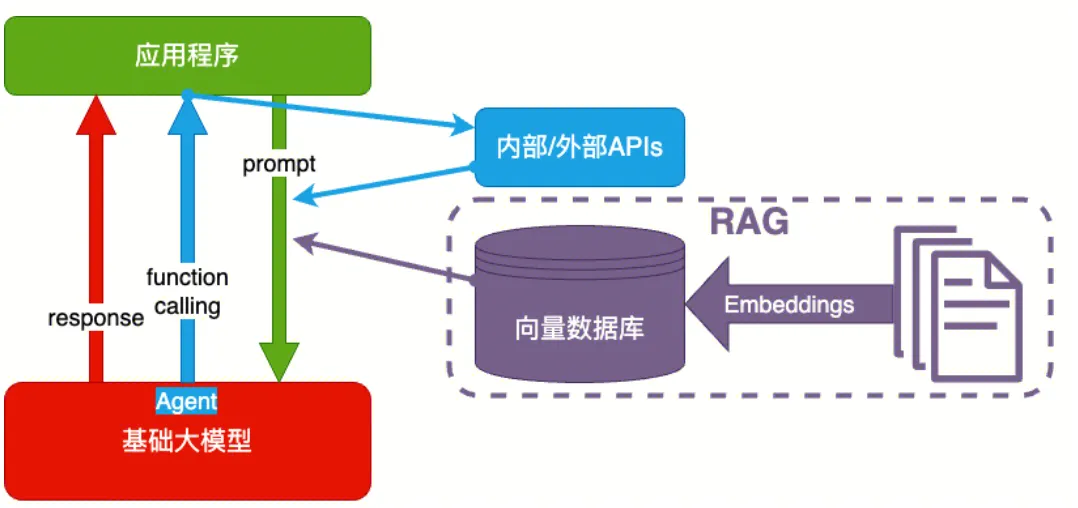 应用程序
内部/外部APIs
prompt
RAG
function
calling
response
Embeddings
向量数据库
Agent
基础大模型